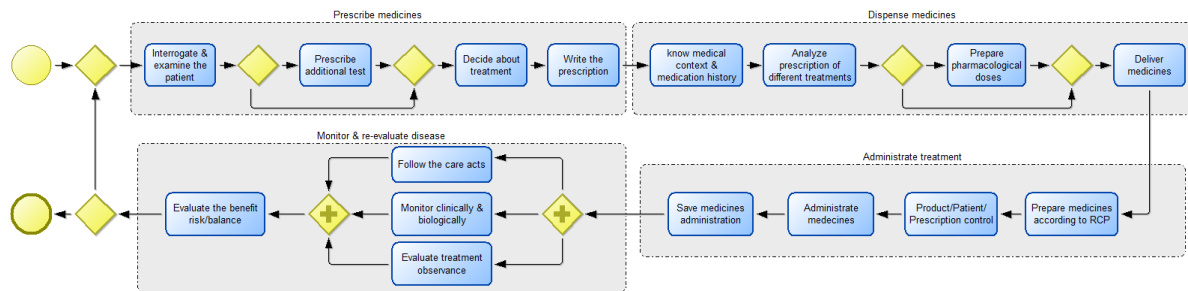 Prescribe medicines
Dispense medicines
Interrogate &
examine the
patient
Prescribe
additional test
Decide about
treatment
Write the
prescription
know medical
context &
medication history
Analyze
prescription of
different treatments
Prepare
pharmacological
doses
Deliver
medicines
Monitor & re-evaluate disease
Administrate treatment
Follow the care acts
Evaluate the benefit
risk/balance
Monitor clinically &
biologically
Evaluate treatment
observance
Save medicines
administration
Administrate
medecines
Product/Patient/
Prescription control
Prepare medicines
according to RCP